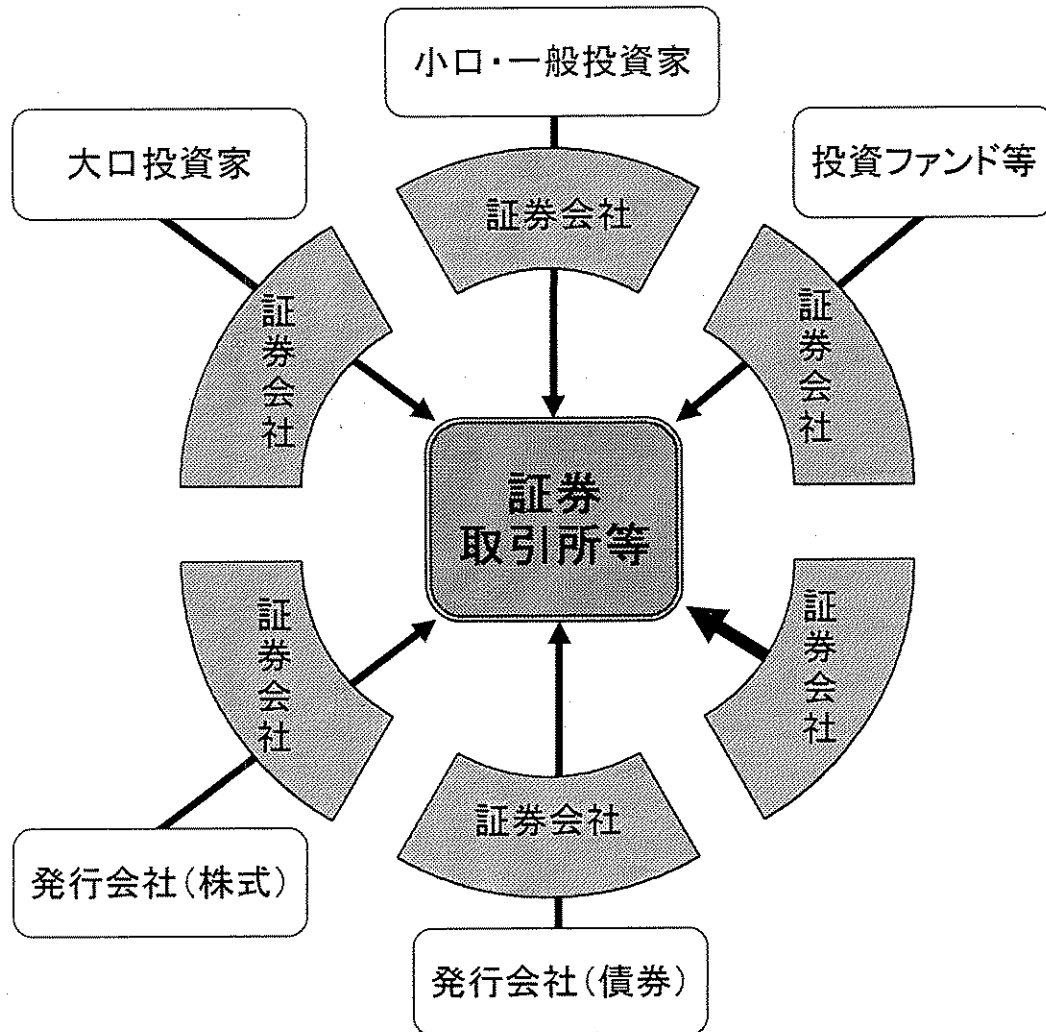 小口・一般投資家
大口投資家
投資ファンド等
証券会社
証券会社
証券会社
証券
取引所等
証券会社
証券会社
証券会社
発行会社(株式)
発行会社(債券)